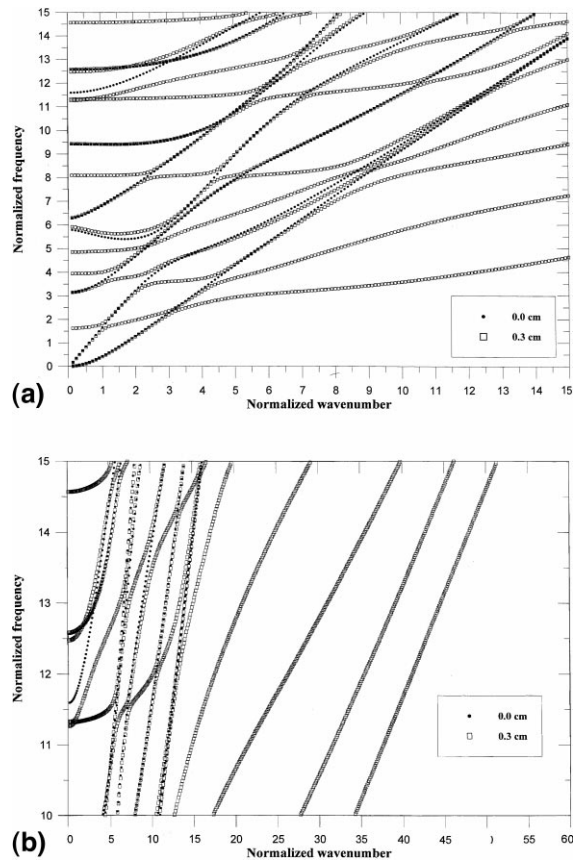 15
14
13
12
11
10
9
8
7
6
5
4
3
2
1
0
Normalized frequency
0.0 cm
0.3 cm
0 1 2 3 4 5 6 7 8 9 10 11 12 13 14 15
Normalized wavenumber
(a)
15
14
13
12
11
10
Normalized frequency
0.0 cm
0.3 cm
0 5 10 15 20 25 30 35 40 45 50 55 60
Normalized wavenumber
(b)